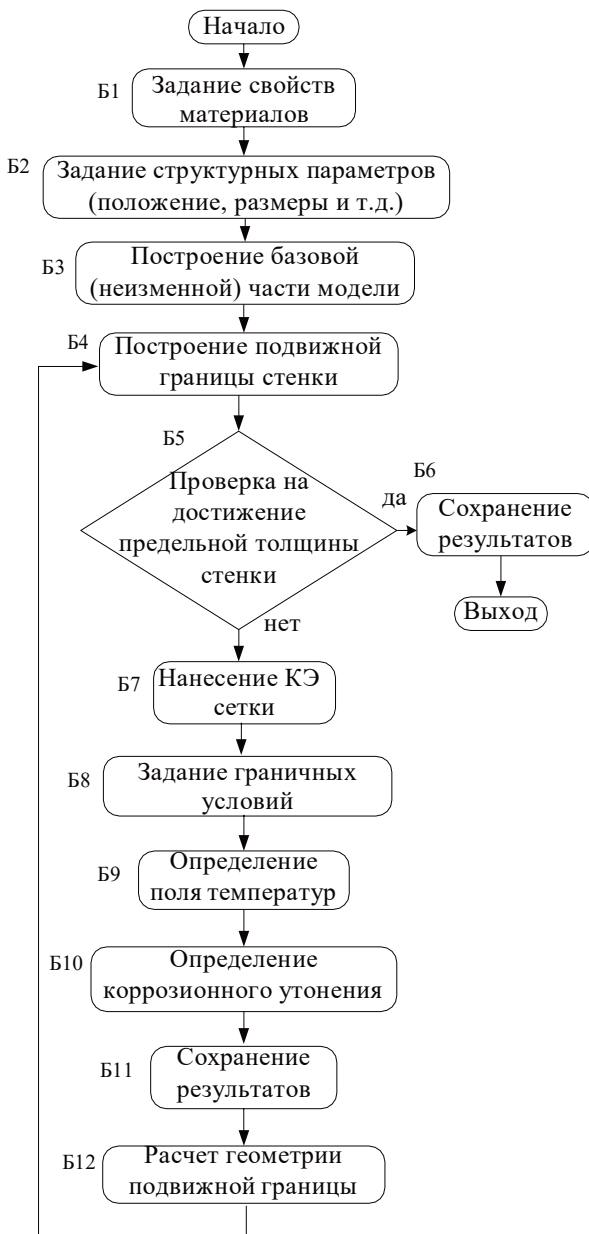 Начало
Б1
Задание свойств
материалов
Б2
Задание структурных параметров
(положение, размеры и т.д.)
Б3
Построение базовой
(неизменной) части модели
Б4
Построение подвижной
границы стенки
Б5
Проверка на
достижение
предельной толщины
стенки
да
Б6
Сохранение
результатов
Выход
нет
Б7
Нанесение КЭ
сетки
Б8
Задание граничных
условий
Б9
Определение
поля температур
Б10
Определение
коррозионного утонения
Б11
Сохранение
результатов
Б12
Расчет геометрии
подвижной границы